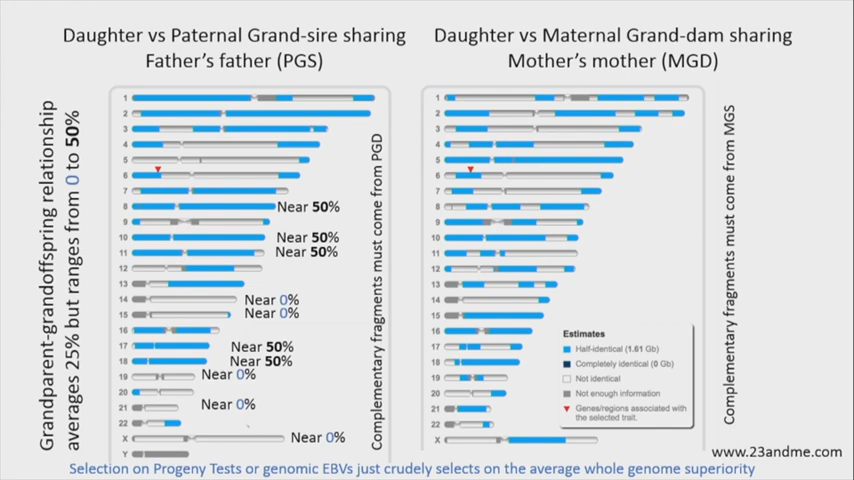 Daughter vs Paternal Grand-sire sharing
Father's father (PGS)
Daughter vs Maternal Grand-dam sharing
Mother's mother (MGD)
Grandparent-grandoffspring relationship
averages 25% but ranges from 0 to 50%
1
2
3
4
5
6
7
8 Near 50%
9
10 Near 50%
11 Near 50%
12
13
14 Near 0%
15 Near 0%
16
17 Near 50%
18 Near 50%
19 Near 0%
20
21 Near 0%
22
X Near 0%
Y
Complementary fragments must come from PGD
1
2
3
4
5
6
7
8
9
10
11
12
13
14
15
16
17
18
19
20
21
22
X
Estimates
Half-identical (1.61 Gb)
Completely identical (0 Gb)
Not identical
Not enough information
Genes/regions associated with
the selected trait.
Complementary fragments must come from MGS
www.23andme.com
Selection on Progeny Tests or genomic EBVs just crudely selects on the average whole genome superiority